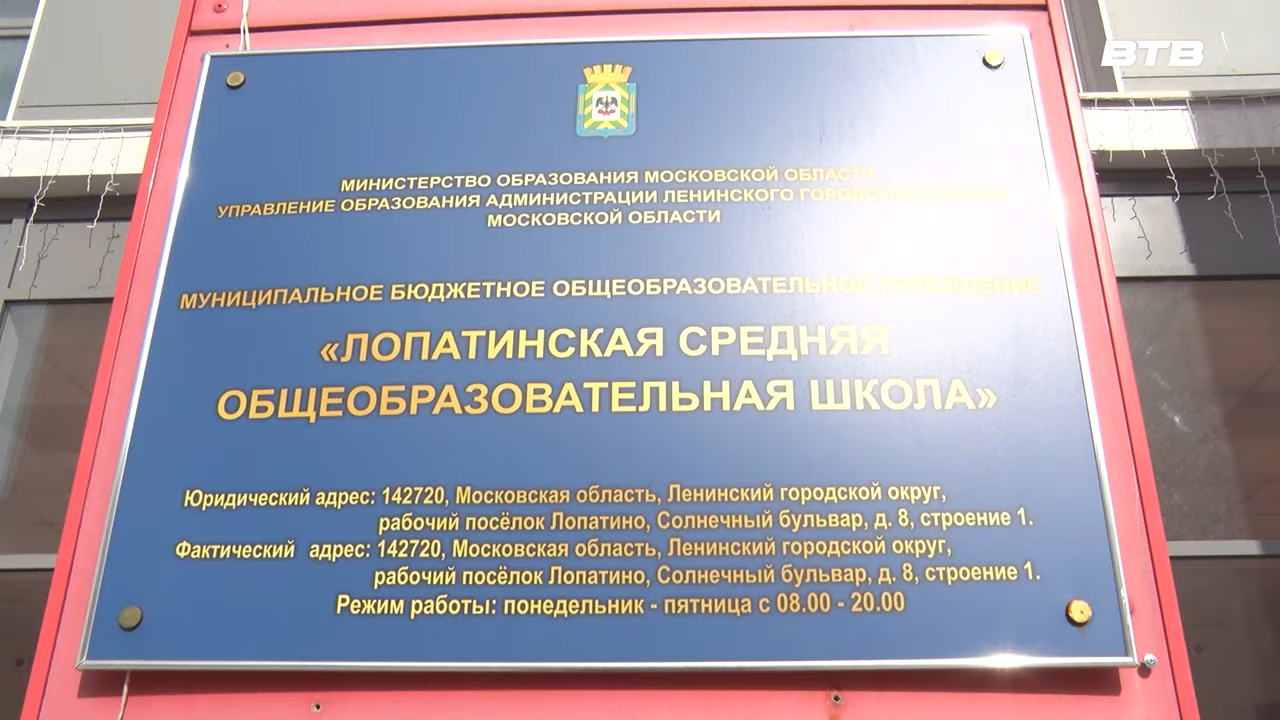 ВТВ
МИНИСТЕРСТВО ОБРАЗОВАНИЯ МОСКОВСКОЙ ОБЛАСТИ
УПРАВЛЕНИЕ ОБРАЗОВАНИЯ АДМИНИСТРАЦИИ ЛЕНИНСКОГО ГОРОДСКОГО ОКРУГА
МОСКОВСКОЙ ОБЛАСТИ
МУНИЦИПАЛЬНОЕ БЮДЖЕТНОЕ ОБЩЕОБРАЗОВАТЕЛЬНОЕ УЧРЕЖДЕНИЕ
«ЛОПАТИНСКАЯ СРЕДНЯЯ
ОБЩЕОБРАЗОВАТЕЛЬНАЯ ШКОЛА»
Юридический адрес: 142720, Московская область, Ленинский городской округ,
рабочий посёлок Лопатино, Солнечный бульвар, д. 8, строение 1.
Фактический адрес: 142720, Московская область, Ленинский городской округ,
рабочий посёлок Лопатино, Солнечный бульвар, д. 8, строение 1.
Режим работы: понедельник - пятница с 08.00 - 20.00